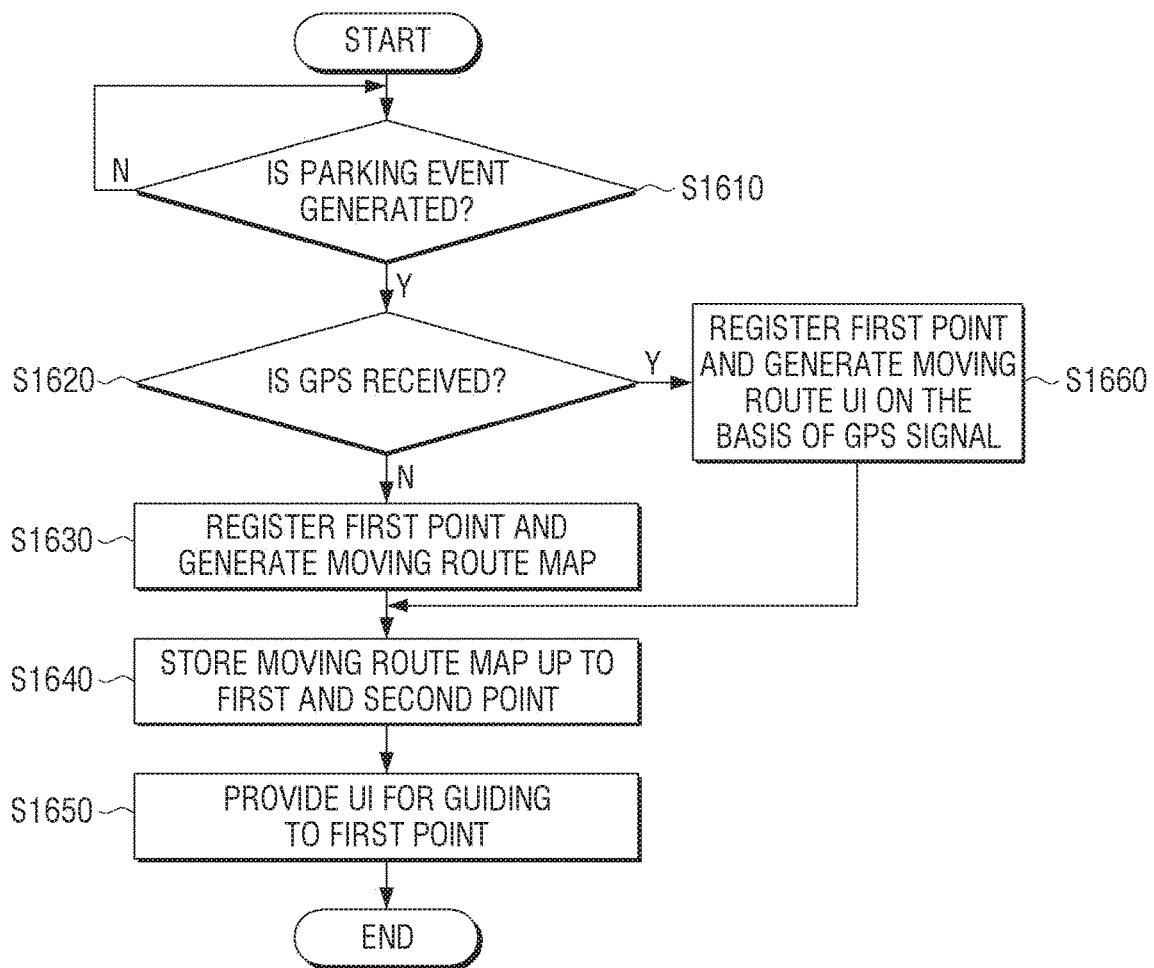 START
N
IS PARKING EVENT
GENERATED?
S1610
Y
S1620
IS GPS RECEIVED?
Y
REGISTER FIRST POINT
AND GENERATE MOVING
ROUTE UI ON THE
BASIS OF GPS SIGNAL
S1660
N
S1630
REGISTER FIRST POINT AND
GENERATE MOVING ROUTE MAP
S1640
STORE MOVING ROUTE MAP UP TO
FIRST AND SECOND POINT
S1650
PROVIDE UI FOR GUIDING
TO FIRST POINT
END